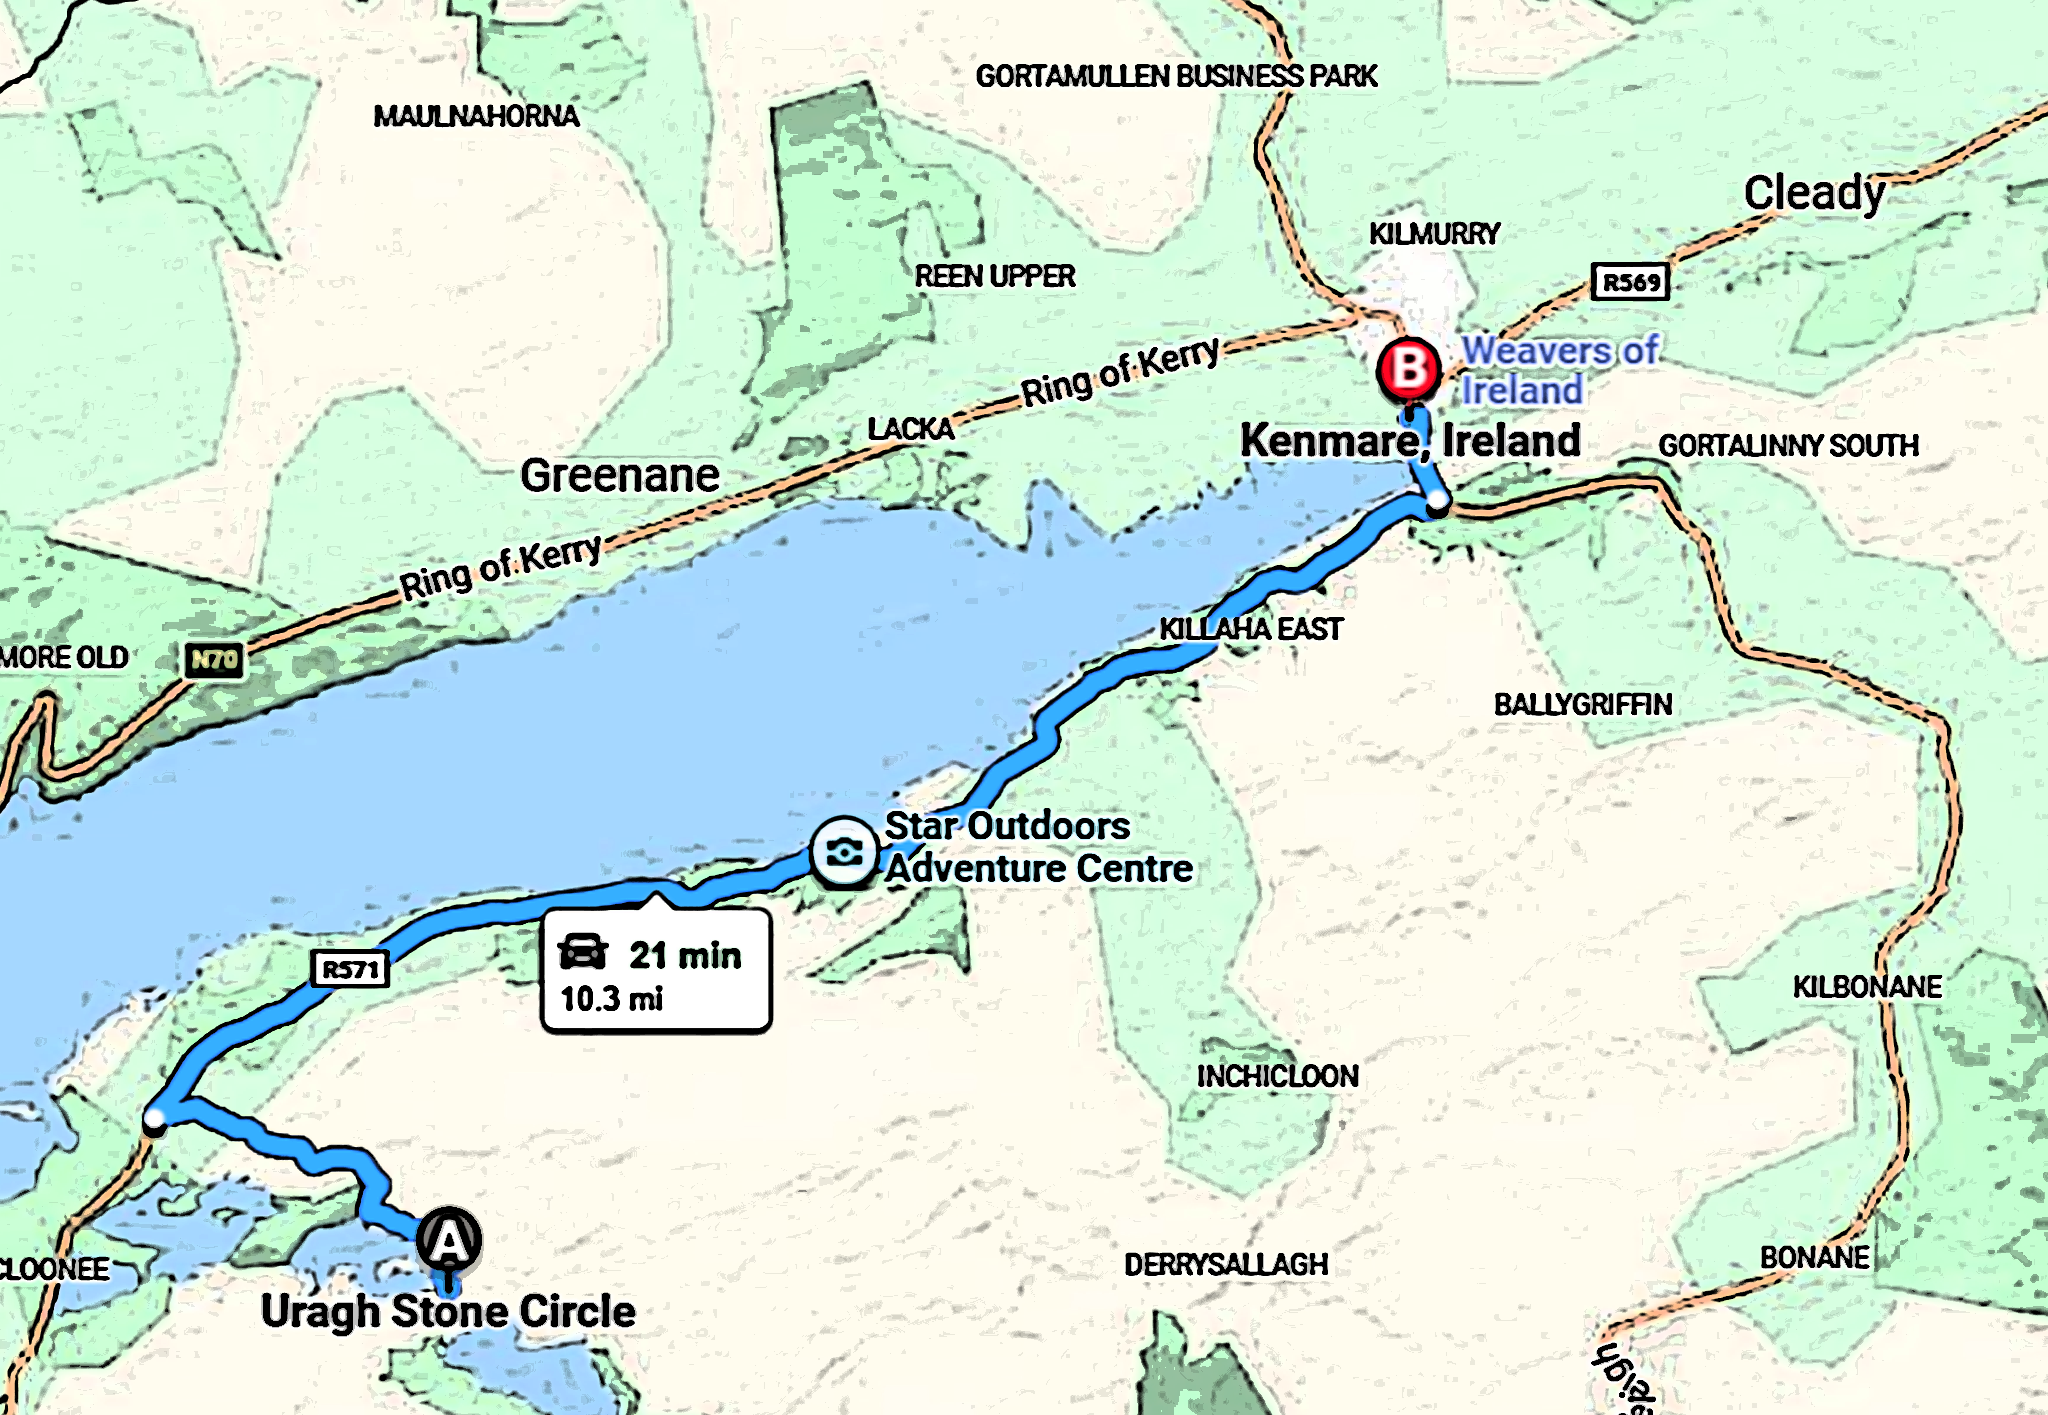 GORTAMULLEN BUSINESS PARK
MAULNAHORNA
Cleady
KILMURRY
REEN UPPER
R569
Ring of Kerry
B
Weavers of
Ireland
LACKA
Kenmare, Ireland
GORTALINNY SOUTH
Greenane
Ring of Kerry
KILLAHA EAST
MORE OLD
N70
BALLYGRIFFIN
Star Outdoors
Adventure Centre
21 min
10.3 mi
R571
KILBONANE
INCHICLOON
A
BONANE
DERRYSALLAGH
CLOONEE
Uragh Stone Circle